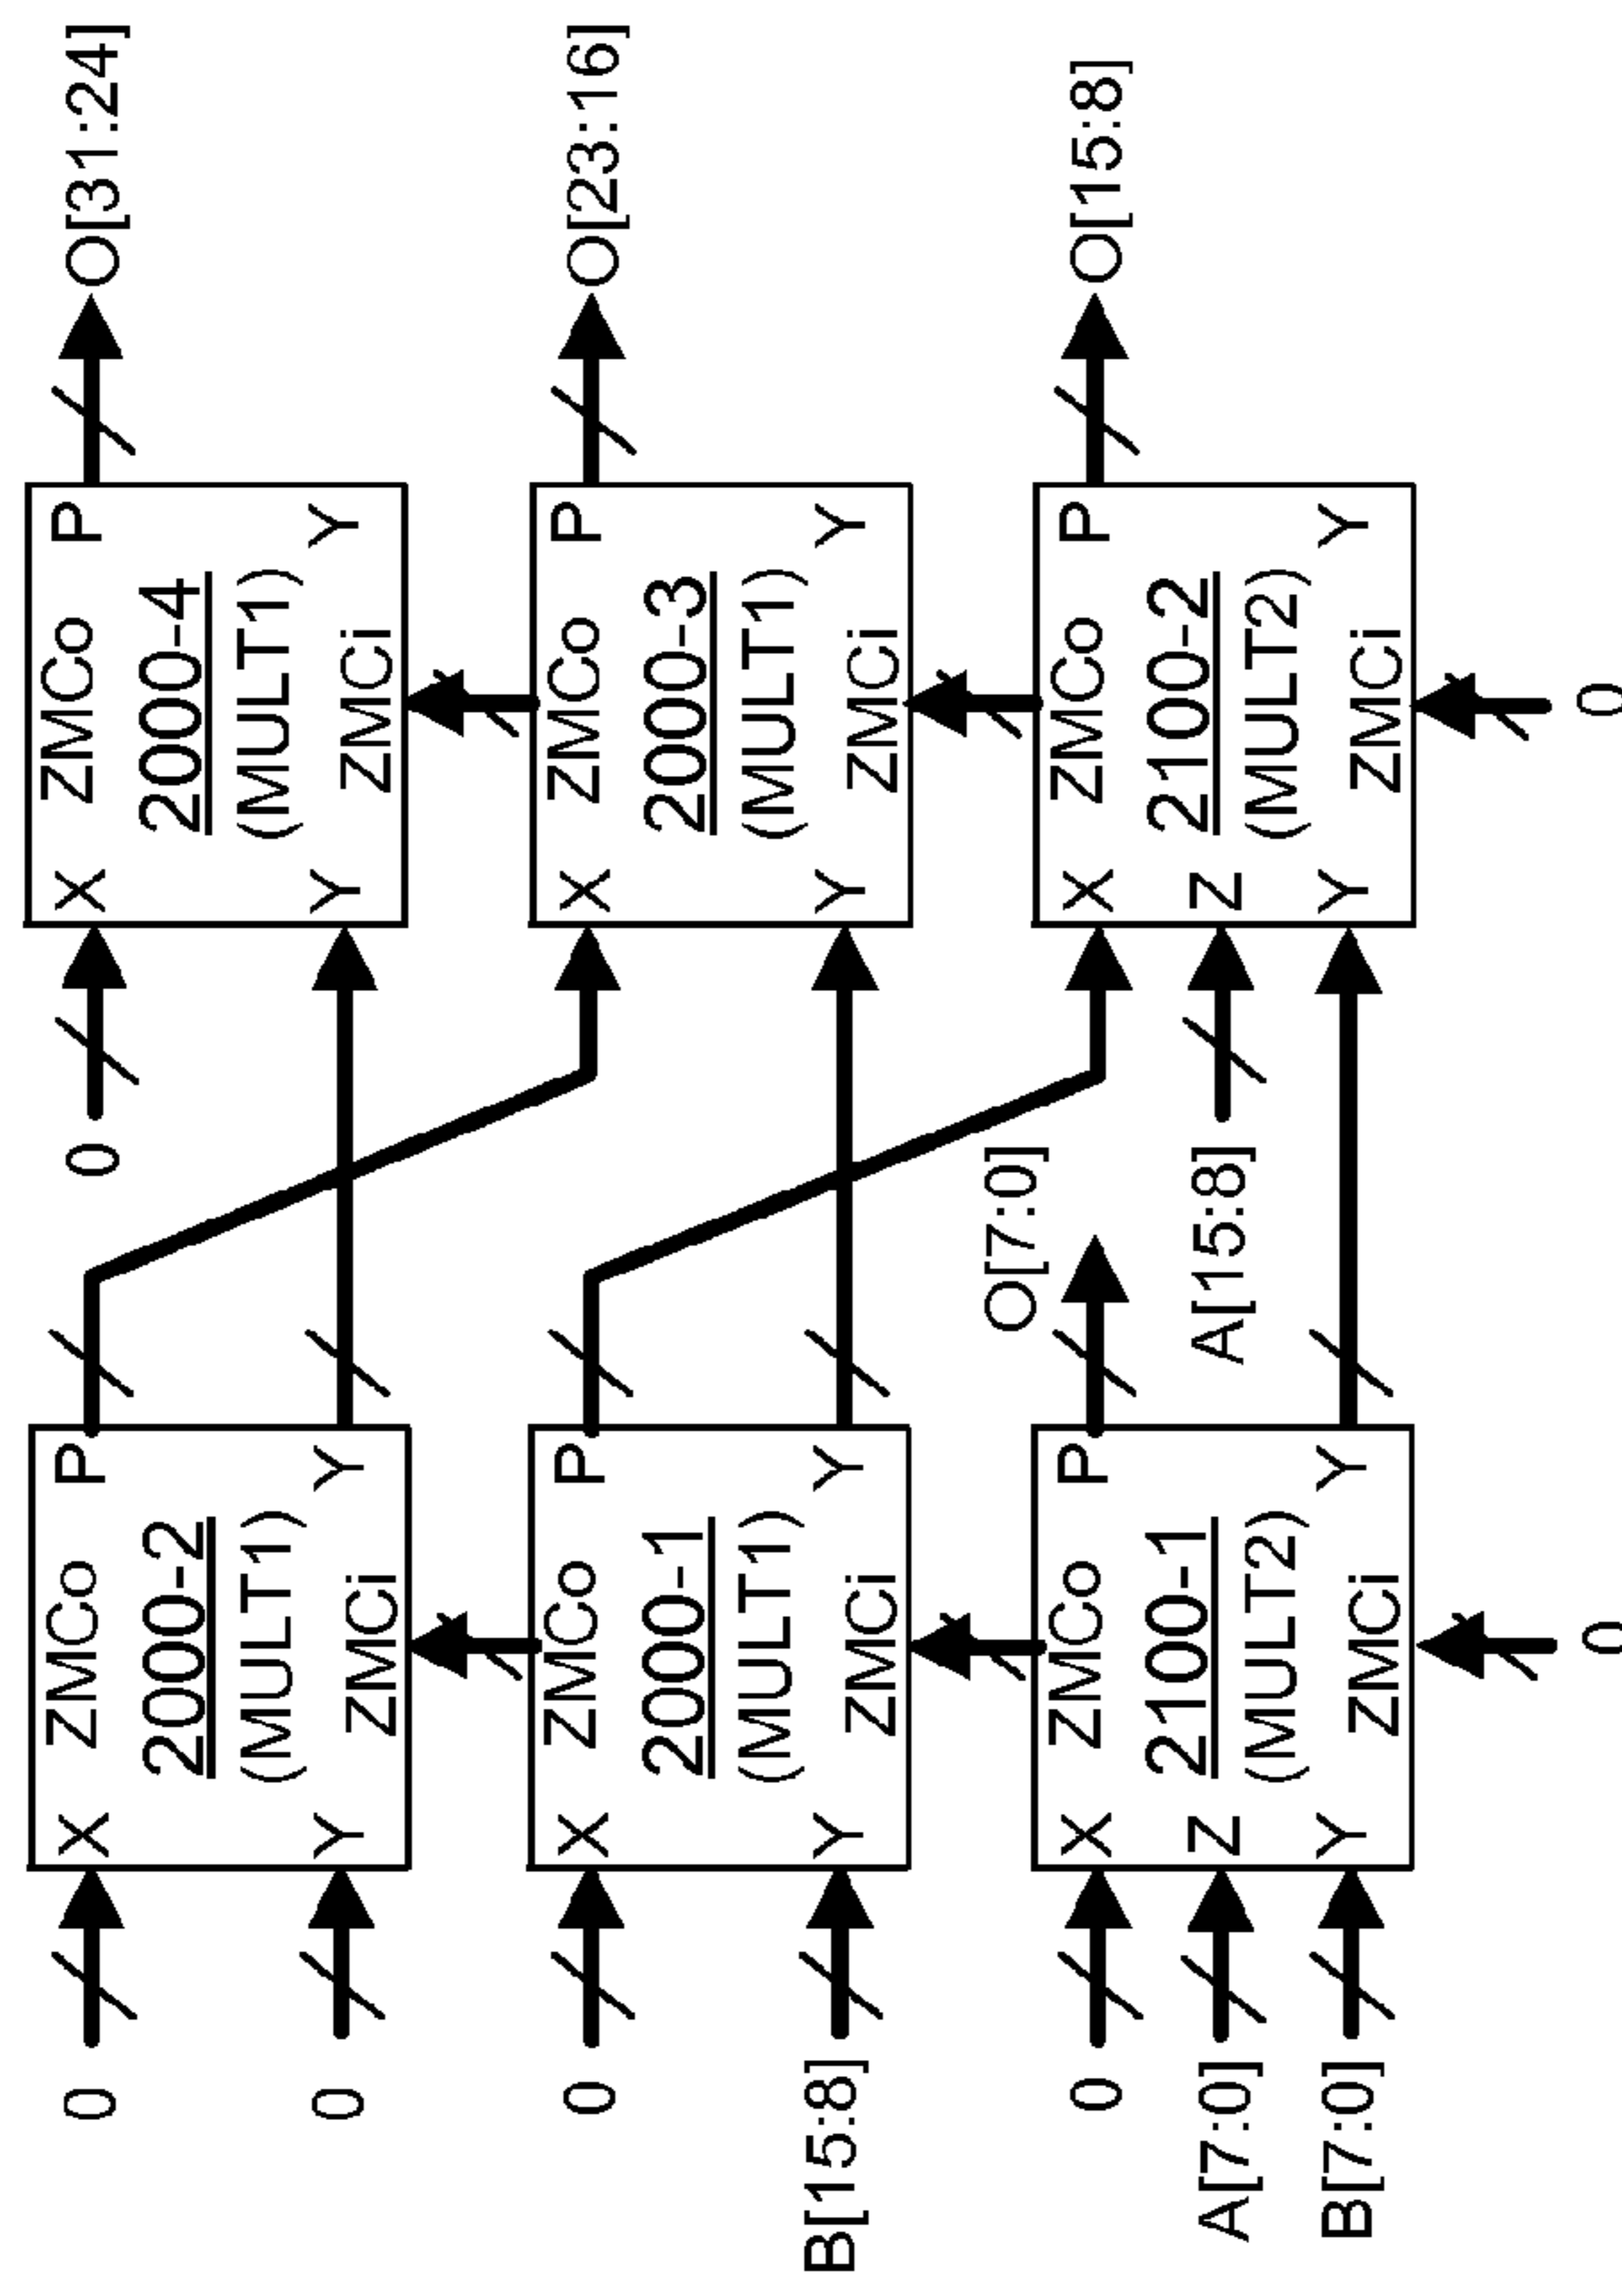 0 X ZMCo P 0 X ZMCo P O[31:24]
2000-2 2000-4
(MULT1) (MULT1)
0 Y Y Y Y
ZMCi ZMCi
0 X ZMCo P X ZMCo P O[23:16]
2000-1 2000-3
(MULT1) (MULT1)
B[15:8] Y Y Y Y
ZMCi ZMCi
O[7:0]
0 X ZMCo P X ZMCo P O[15:8]
2100-1 2100-2
A[7:0] Z A[15:8] Z
(MULT2) (MULT2)
B[7:0] Y Y Y Y
ZMCi ZMCi
0 0